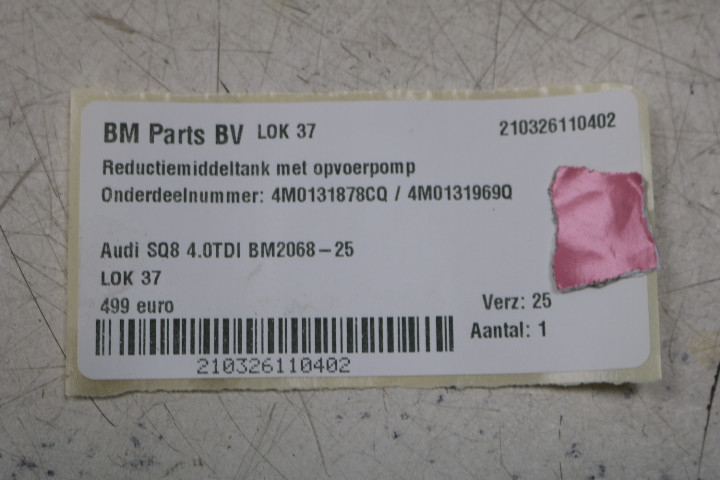 BM Parts BV LOK 37 210326110402
Reductiemiddeltank met opvoerpomp
Onderdeelnummer: 4M0131878CQ / 4M0131969Q
Audi SQ8 4.0TDI BM2068-25
LOK 37
499 euro Verz: 25
Aantal: 1
210326110402